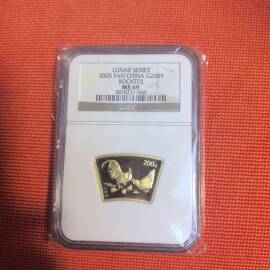 LUNAR SERIES
2005 FAN CHINA G200Y
ROOSTER
MS 69
200元